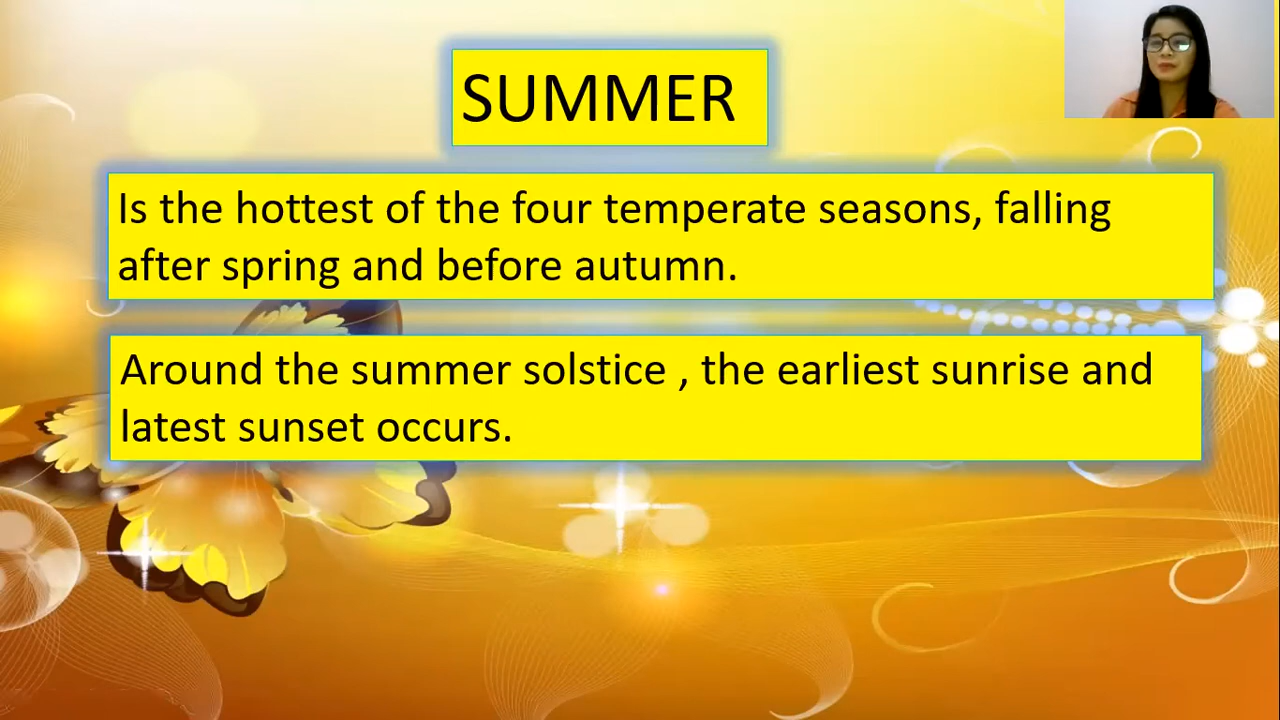 SUMMER
Is the hottest of the four temperate seasons, falling
after spring and before autumn.
Around the summer solstice , the earliest sunrise and
latest sunset occurs.